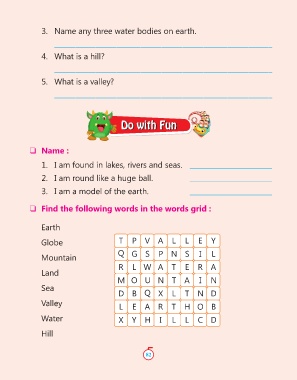 3. Name any three water bodies on earth.
4. What is a hill?
5. What is a valley?
Do with Fun
❑ Name :
1. I am found in lakes, rivers and seas.
2. I am round like a huge ball.
3. I am a model of the earth.
❑ Find the following words in the words grid :
Earth
Globe
Mountain
Land
Sea
Valley
Water
Hill
T P V A L L E Y
Q G S P N S I L
R L W A T E R A
M O U N T A I N
D B Q X L T N D
L E A R T H O B
X Y H I L L C D